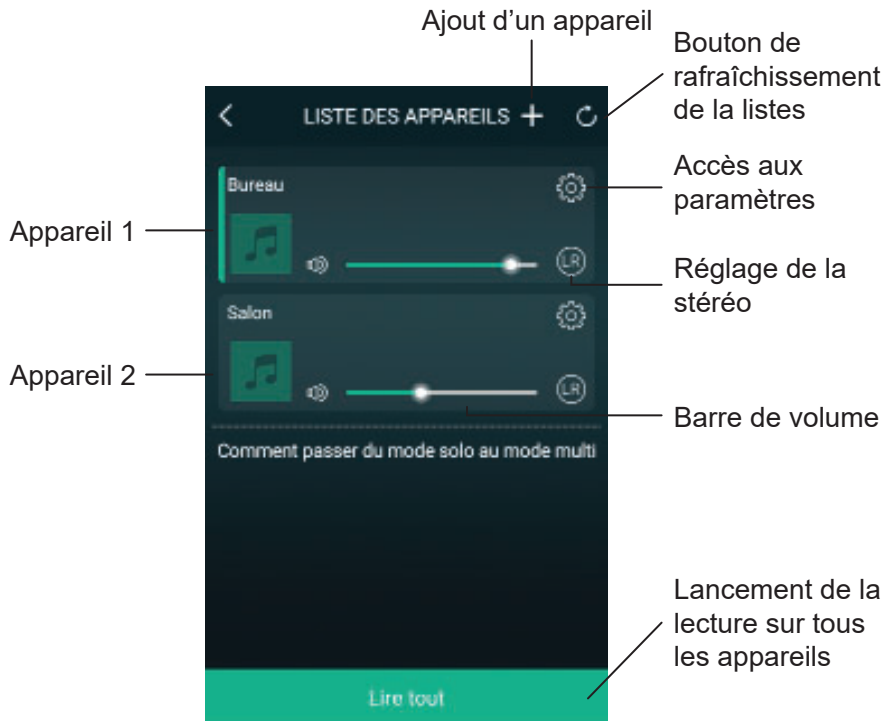 Ajout d’un appareil
Bouton de
rafraîchissement
de la listes
LISTE DES APPAREILS
Accès aux
paramètres
Bureau
Appareil 1
LR
Réglage de la
stéréo
Salon
Appareil 2
LR
Barre de volume
Comment passer du mode solo au mode multi
Lancement de la
lecture sur tous
les appareils
Lire tout